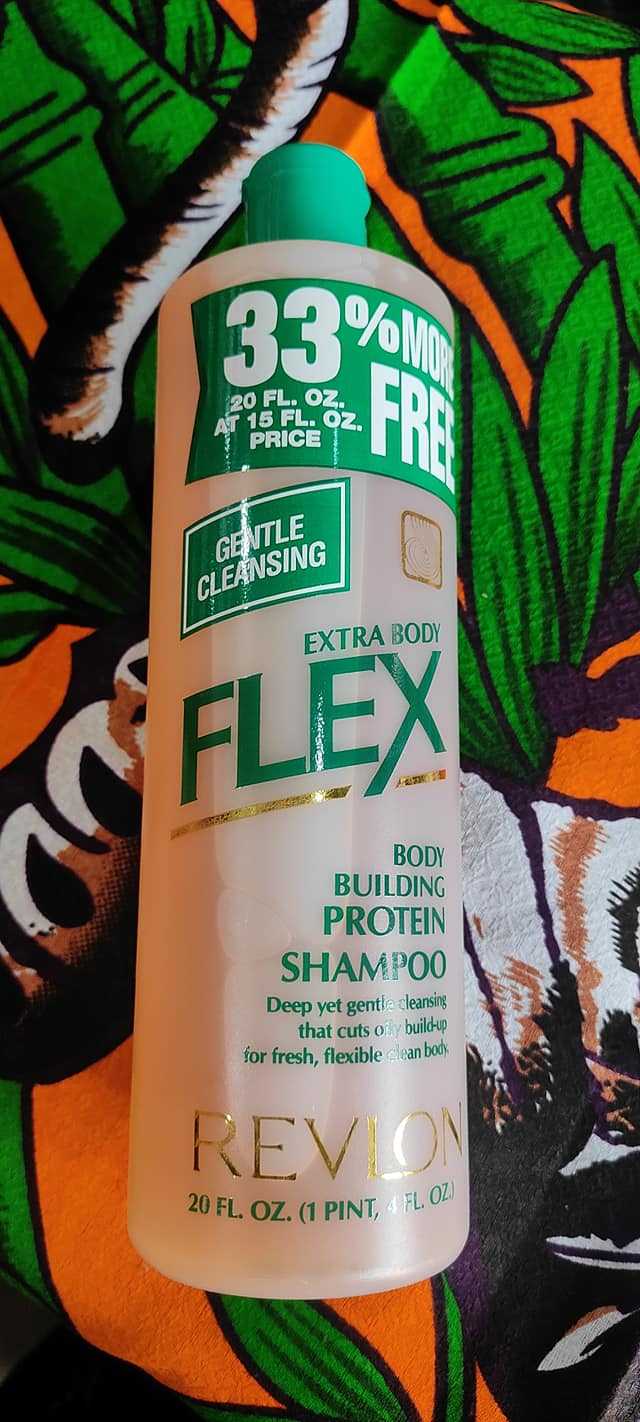 33% MORE
FREE
20 FL. OZ.
AT 15 FL. OZ.
PRICE
GENTLE
CLEANSING
EXTRA BODY
FLEX
BODY
BUILDING
PROTEIN
SHAMPOO
Deep yet gentle cleansing
that cuts oily build-up
for fresh, flexible clean body.
REVLON
20 FL. OZ. (1 PINT, 4 FL. OZ.)